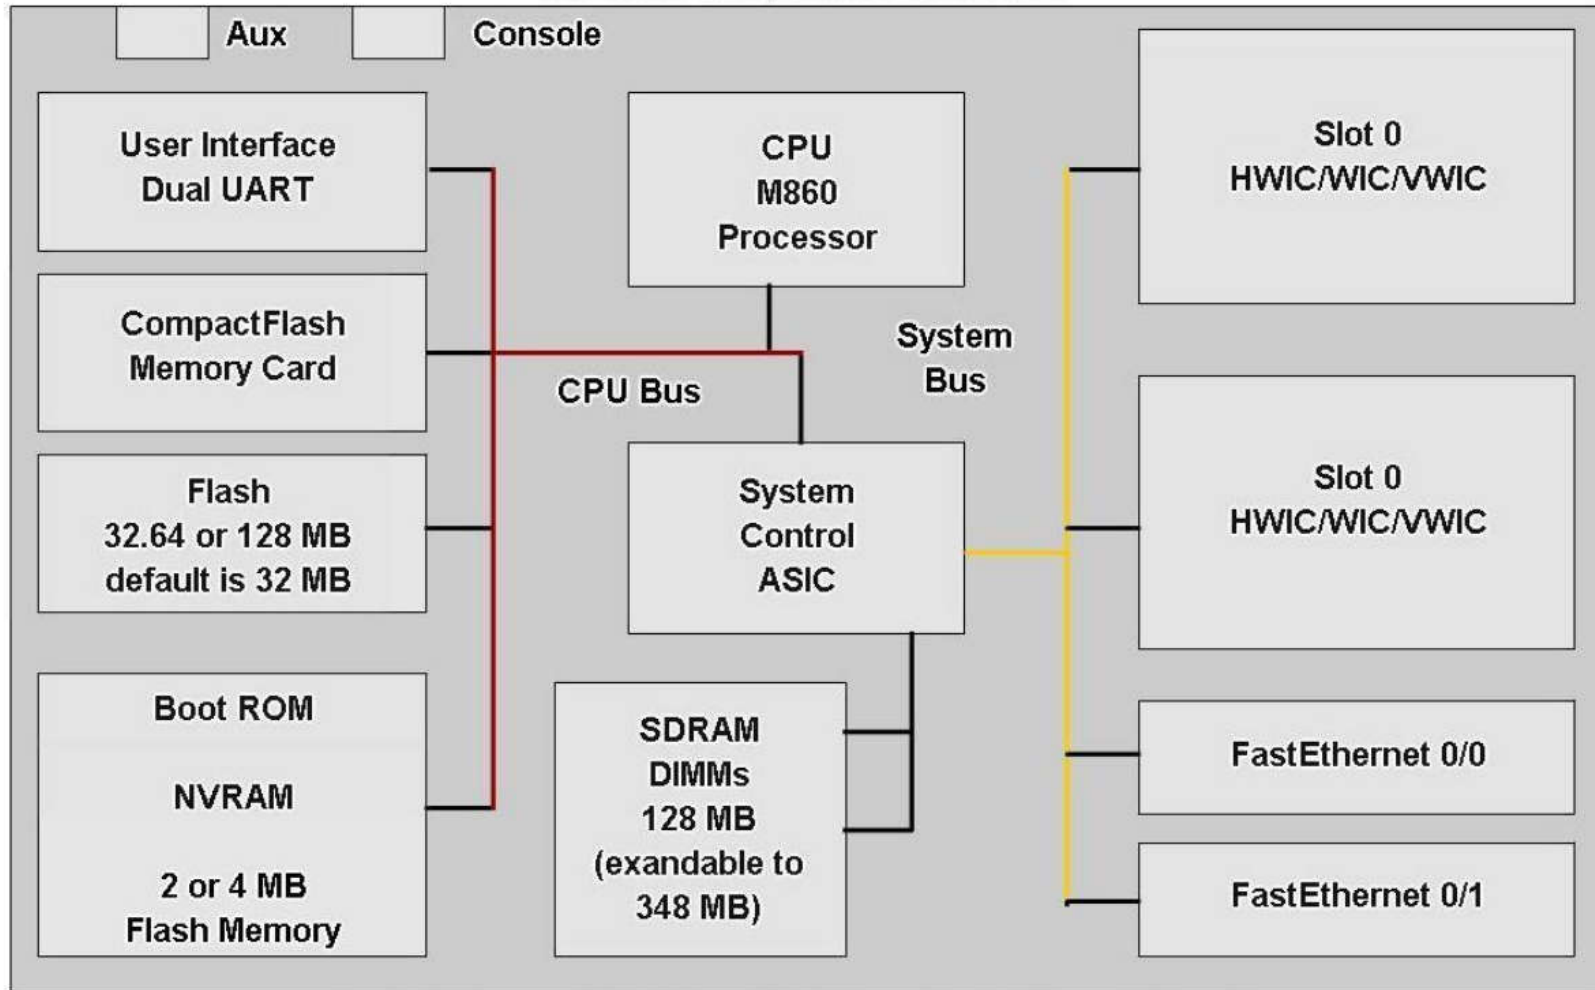 Aux
Console
User Interface
Dual UART
CompactFlash
Memory Card
Flash
32.64 or 128 MB
default is 32 MB
Boot ROM
NVRAM
2 or 4 MB
Flash Memory
CPU
M860
Processor
CPU Bus
System
Bus
System
Control
ASIC
SDRAM
DIMMs
128 MB
(exandable to
348 MB)
Slot 0
HWIC/WIC/VWIC
Slot 0
HWIC/WIC/VWIC
FastEthernet 0/0
FastEthernet 0/1